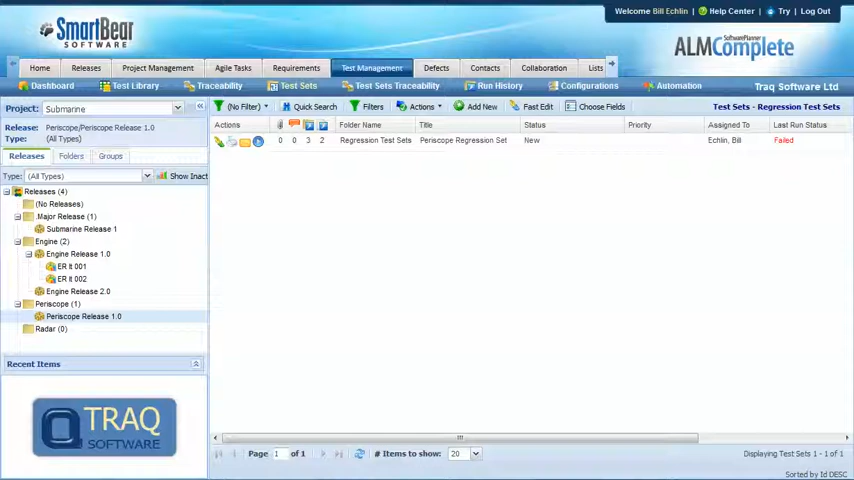 Welcome Bill Echlin | Help Center | Try | Log Out
SMARTBEAR SOFTWARE
SoftwarePlanner
ALMComplete
Home Releases Project Management Agile Tasks Requirements Test Management Defects Contacts Collaboration Lists
Dashboard Test Library Traceability Test Sets Test Sets Traceability Run History Configurations Automation Traq Software Ltd
Project: Submarine
(No Filter) Quick Search Filters Actions Add New Fast Edit Choose Fields Test Sets - Regression Test Sets
Release: Periscope/Periscope Release 1.0
Type: (All Types)
Actions Folder Name Title Status Priority Assigned To Last Run Status
0 0 3 2 Regression Test Sets Periscope Regression Set New Echlin, Bill Failed
Releases Folders Groups
Type: (All Types) Show Inact
Releases (4)
(No Releases)
.Major Release (1)
Submarine Release 1
Engine (2)
Engine Release 1.0
ER It 001
ER It 002
Engine Release 2.0
Periscope (1)
Periscope Release 1.0
Radar (0)
Recent Items
TRAQ
SOFTWARE
Page 1 of 1 # Items to show: 20 Displaying Test Sets 1 - 1 of 1
Sorted by Id DESC